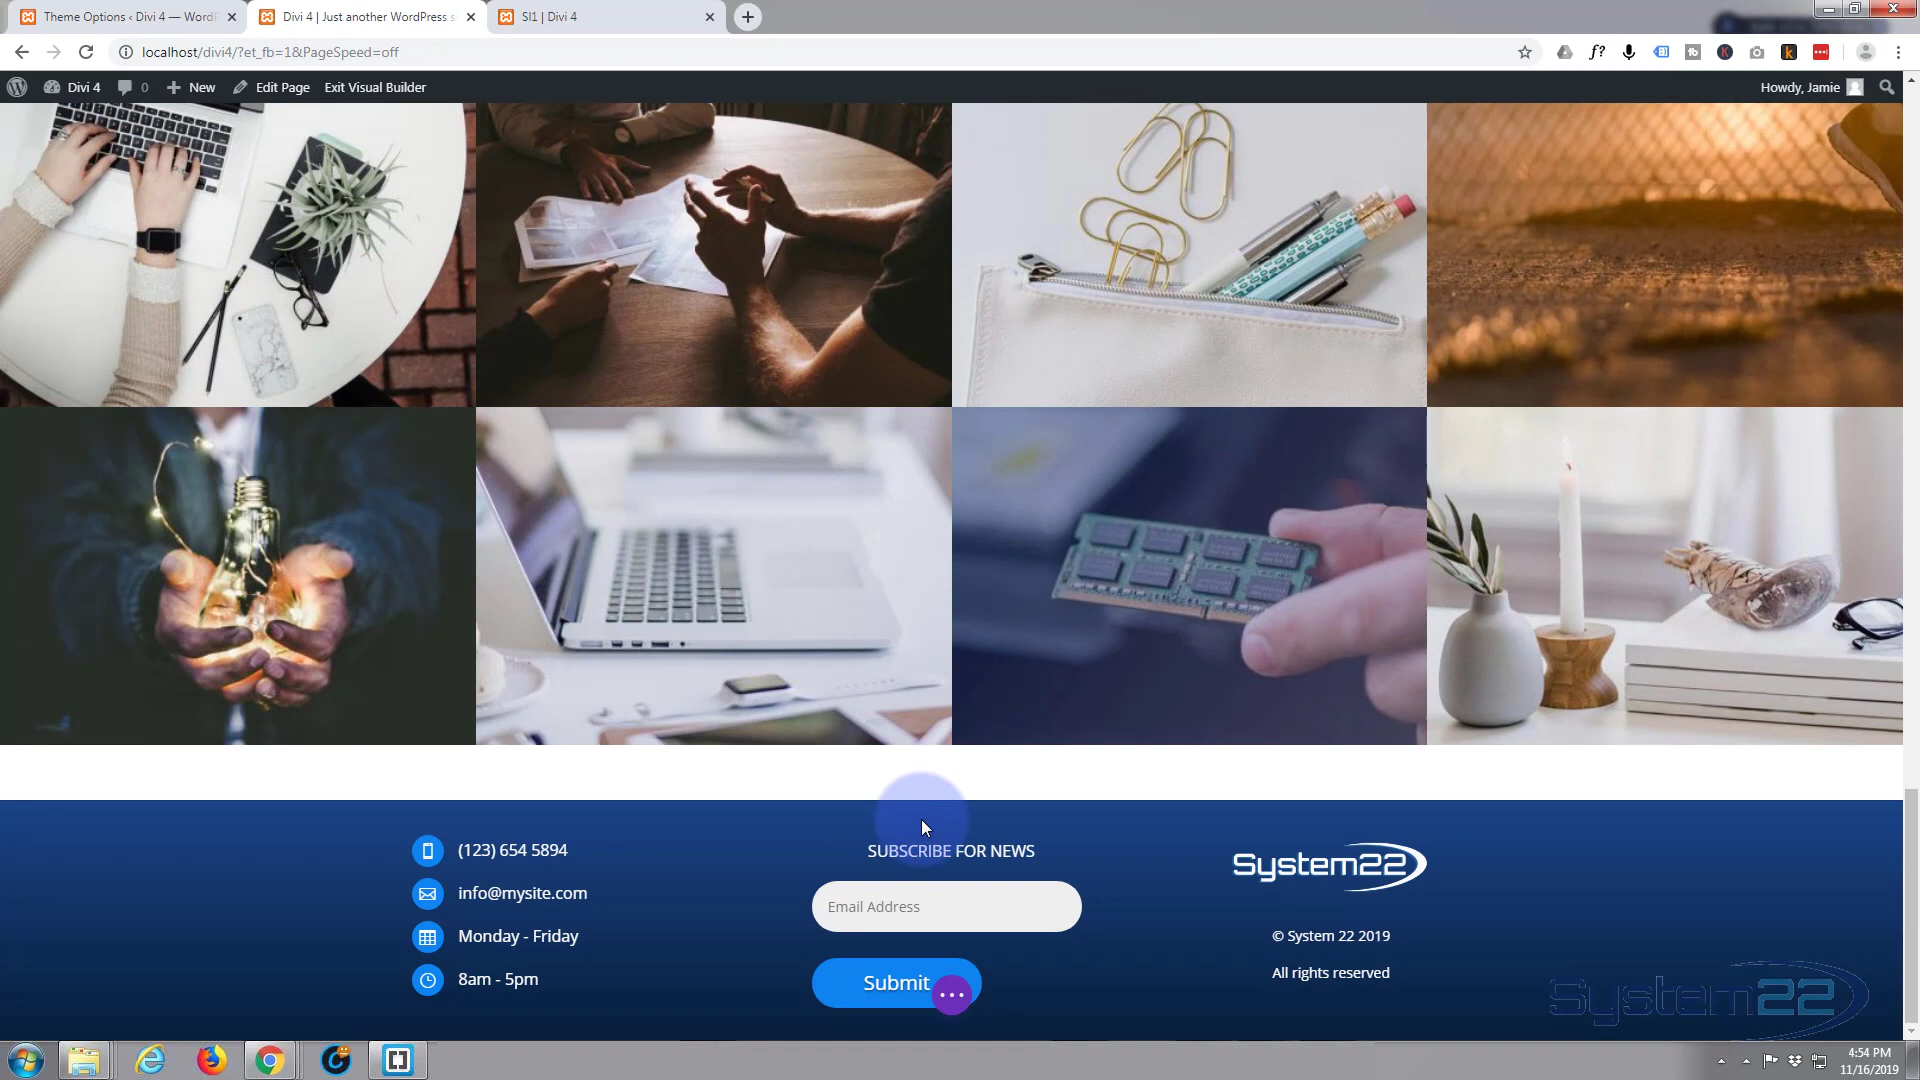 Theme Options ‹ Divi 4 — WordP
Divi 4 | Just another WordPress s
SI1 | Divi 4
localhost/divi4/?et_fb=1&PageSpeed=off
f?
Divi 4
0
New
Edit Page
Exit Visual Builder
Howdy, Jamie
(123) 654 5894
info@mysite.com
Monday - Friday
8am - 5pm
SUBSCRIBE FOR NEWS
Email Address
Submit
System22
© System 22 2019
All rights reserved
System22
4:54 PM
11/16/2019